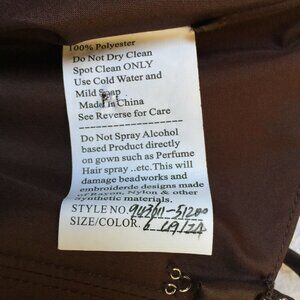 100% Polyester
Do Not Dry Clean
Spot Clean ONLY
Use Cold Water and
Mild Soap
Made in China
See Reverse for Care
Do Not Spray Alcohol
based Product directly
on gown such as Perfume
Hair spray ..etc.This will
damage beadworks and
embroiderde designs made
of Rayon, Nylon & other
Synthetic materials.
STYLE NO.
SIZE/COLOR. 6